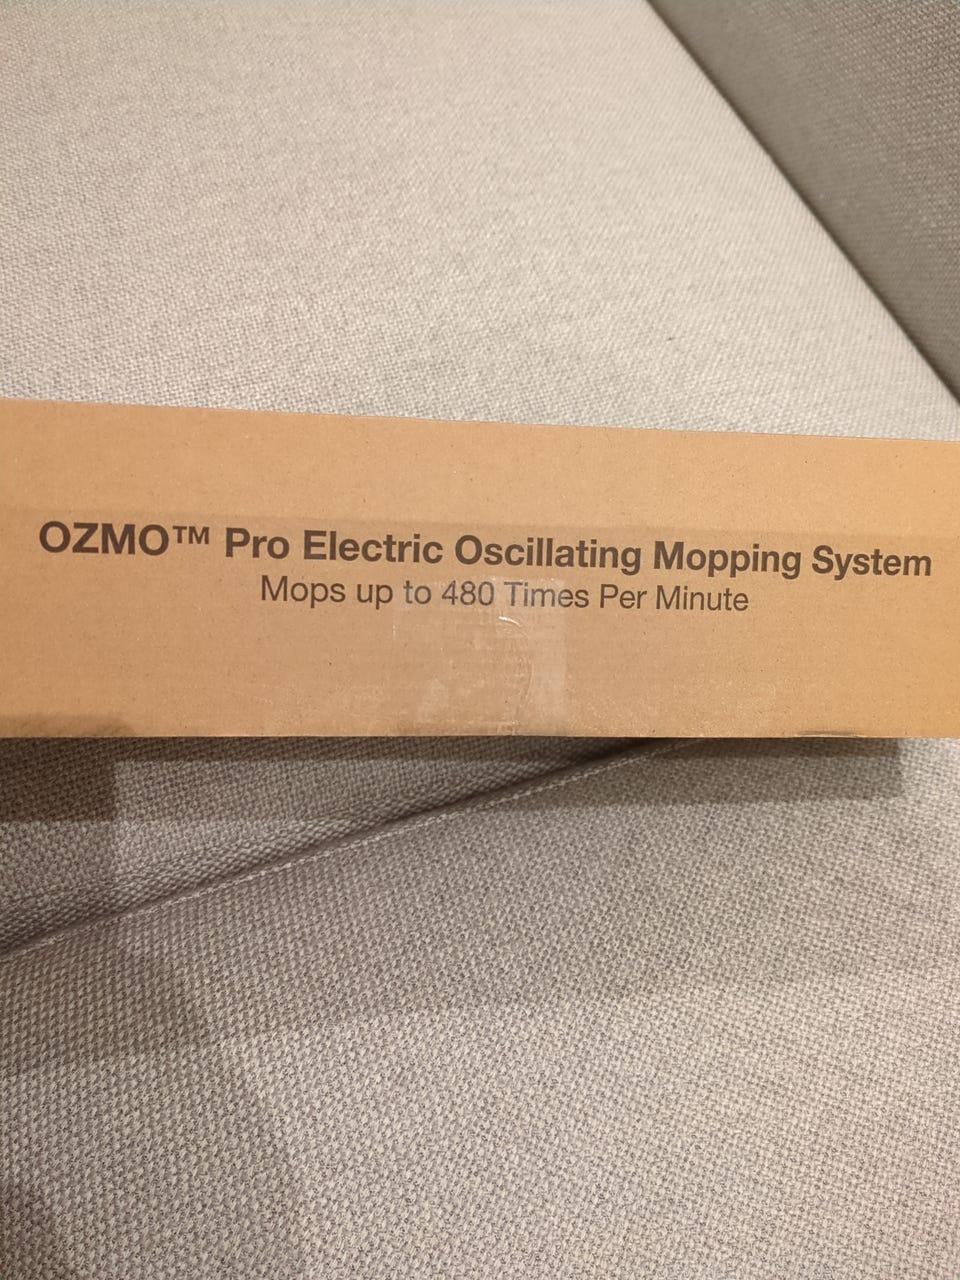 OZMO™ Pro Electric Oscillating Mopping System
Mops up to 480 Times Per Minute